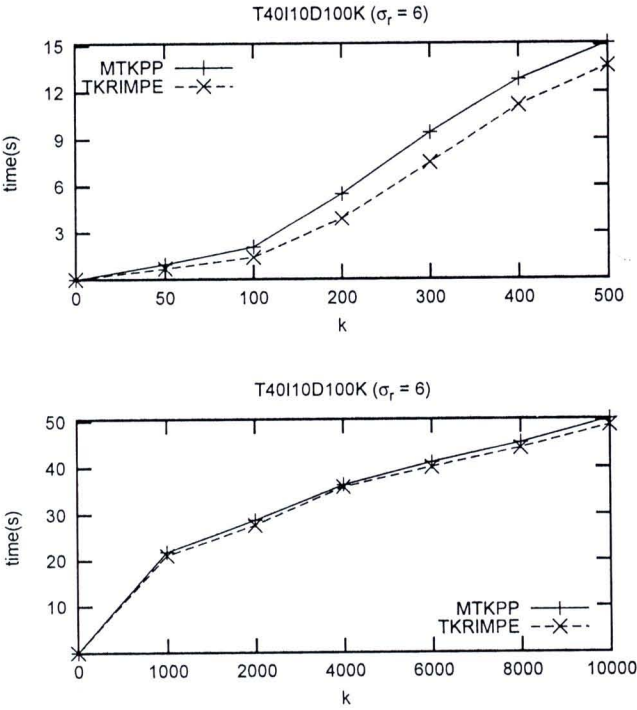 T40I10D100K (σr = 6)
MTKPP
TKRIMPE
15
12
9
6
3
time(s)
0 50 100 200 300 400 500
k
T40I10D100K (σr = 6)
50
40
30
20
10
time(s)
MTKPP
TKRIMPE
0 1000 2000 4000 6000 8000 10000
k